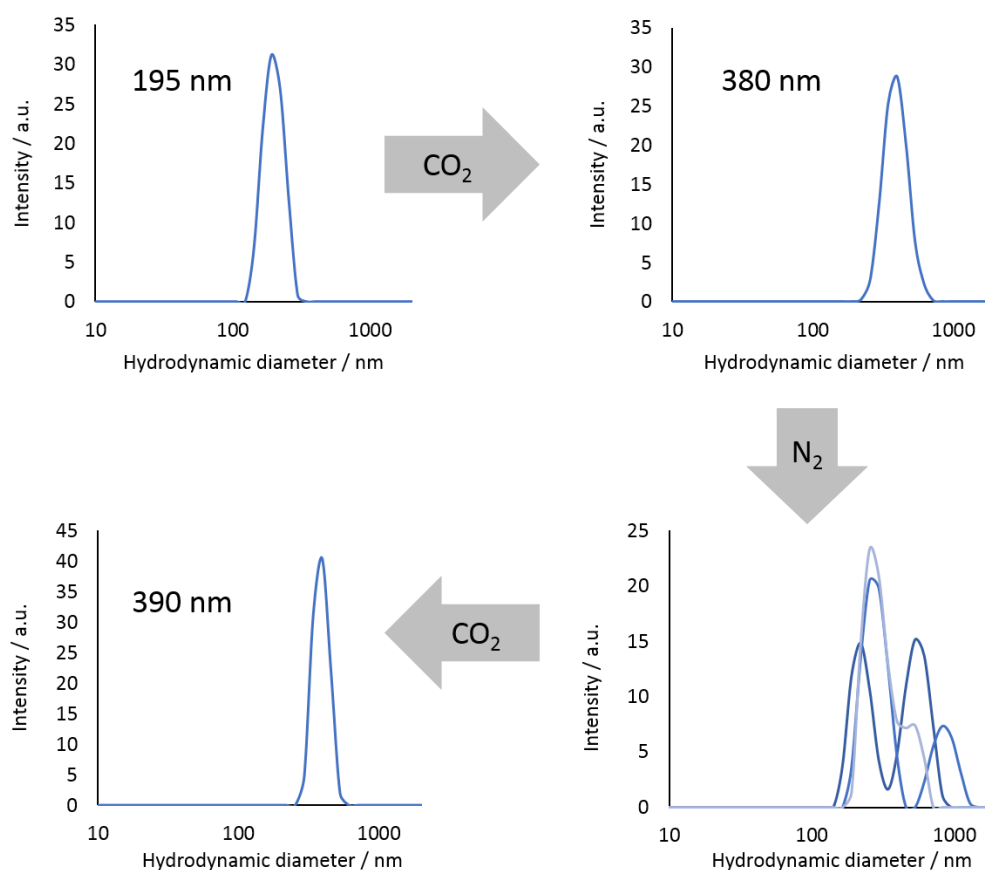 35
30
25
20
15
10
5
0
Intensity / a.u.
195 nm
10 100 1000
Hydrodynamic diameter / nm
CO₂
35
30
25
20
15
10
5
0
Intensity / a.u.
380 nm
10 100 1000
Hydrodynamic diameter / nm
N₂
45
40
35
30
25
20
15
10
5
0
Intensity / a.u.
390 nm
10 100 1000
Hydrodynamic diameter / nm
CO₂
25
20
15
10
5
0
Intensity / a.u.
10 100 1000
Hydrodynamic diameter / nm